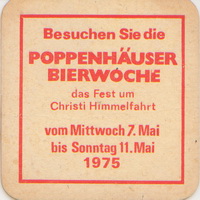 Besuchen Sie die
POPPENHÄUSER
BIERWOCHE
das Fest um
Christi Himmelfahrt
vom Mittwoch 7. Mai
bis Sonntag 11. Mai
1975